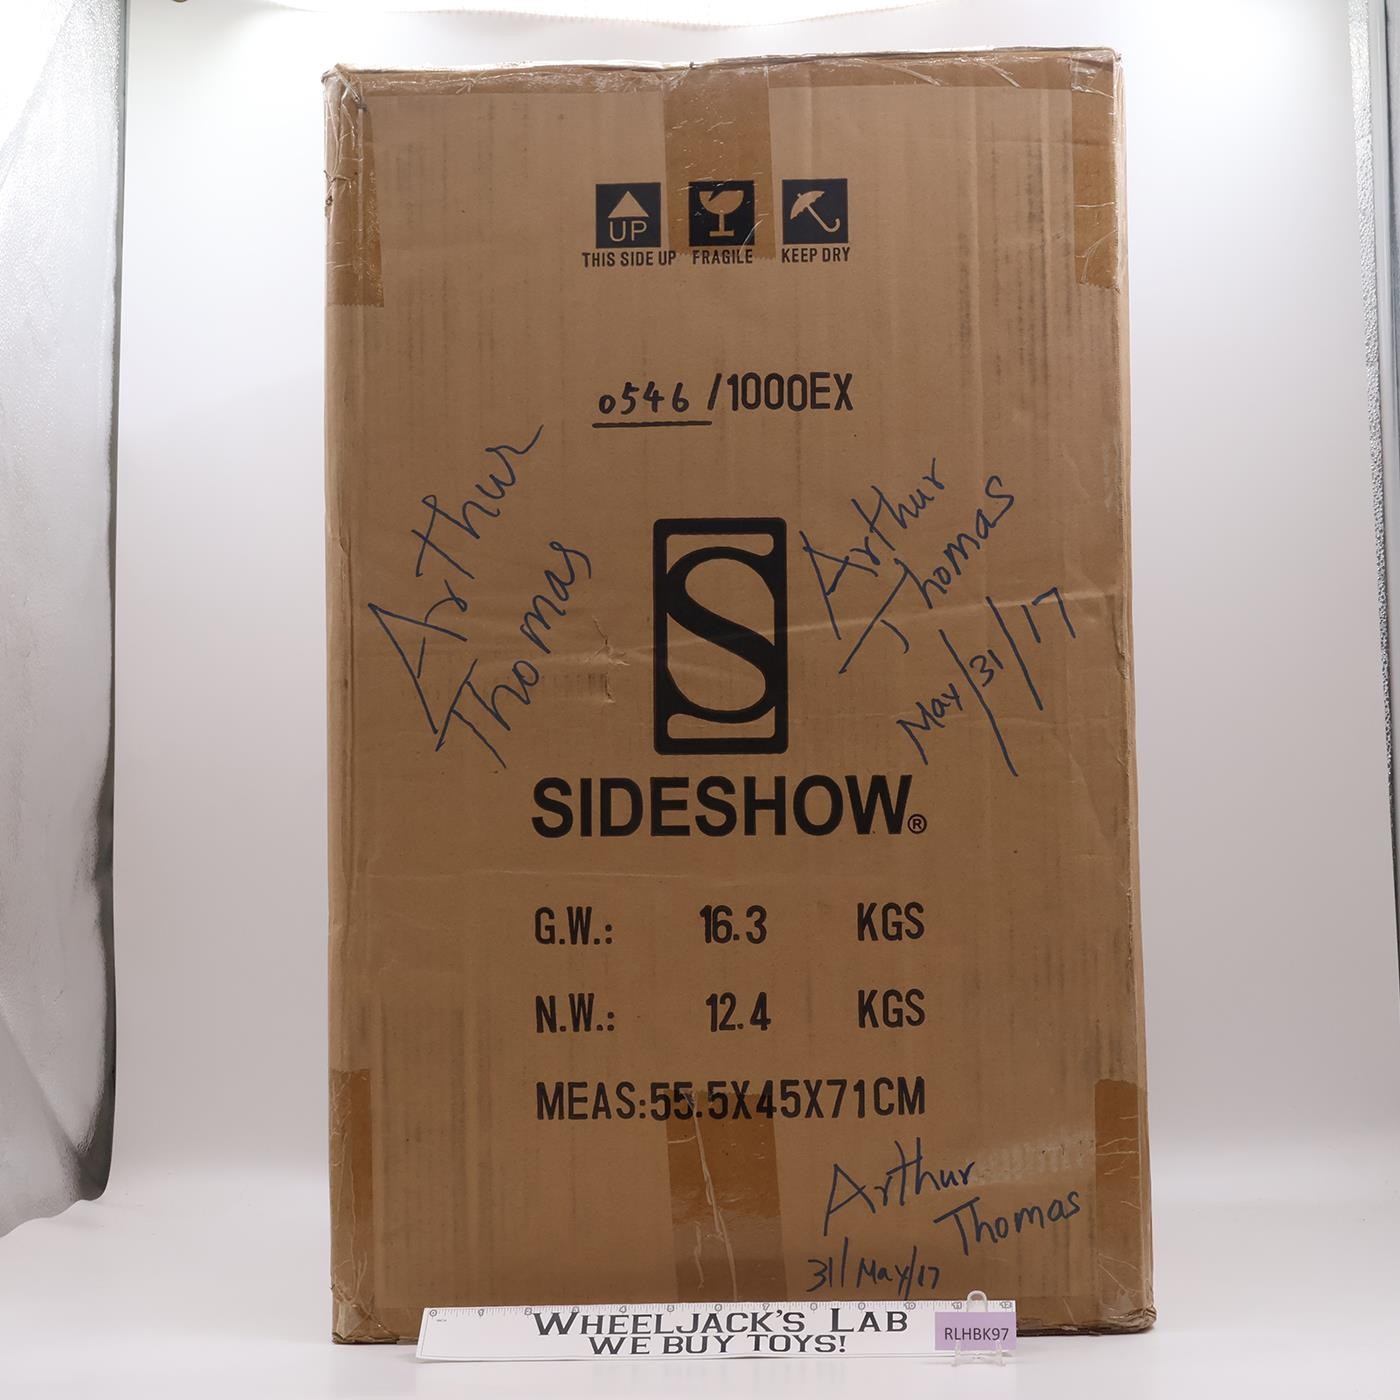 UP
THIS SIDE UP FRAGILE KEEP DRY
0546 /1000EX
Arthur
Thomas
Arthur
Thomas
May/31/17
S
SIDESHOW®
G.W.: 16.3 KGS
N.W.: 12.4 KGS
MEAS:55.5X45X71CM
Arthur
Thomas
31/May/17
WHEELJACK'S LAB
WE BUY TOYS!
RLHBK97